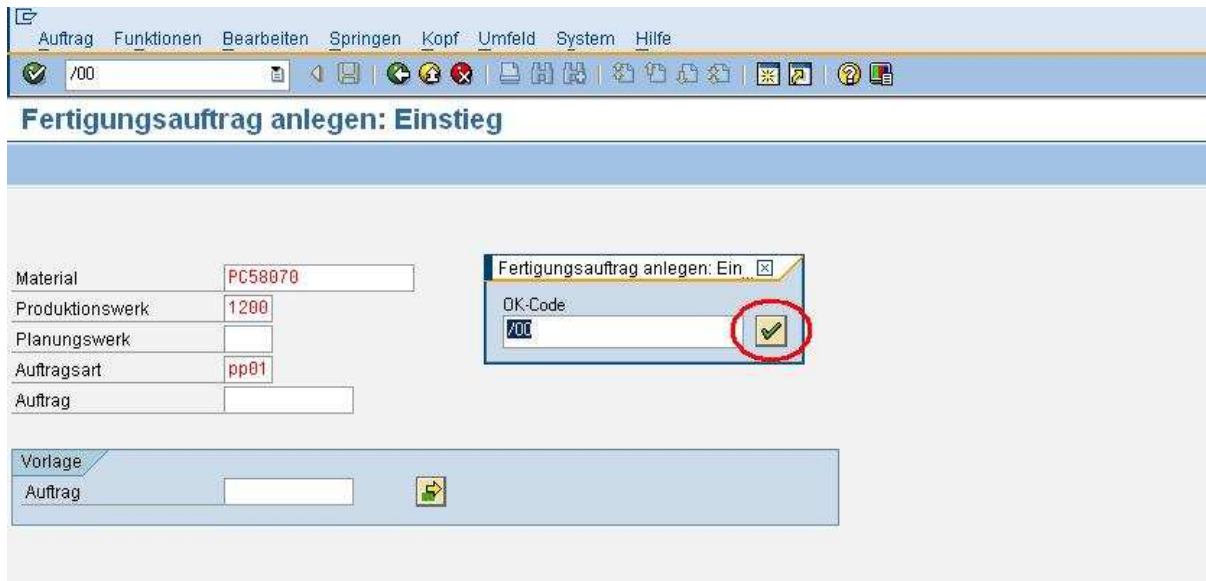 Auftrag Funktionen Bearbeiten Springen Kopf Umfeld System Hilfe
/00
Fertigungsauftrag anlegen: Einstieg
Material PC58070
Produktionswerk 1200
Planungswerk
Auftragsart pp01
Auftrag
Fertigungsauftrag anlegen: Ein...
OK-Code
/00
Vorlage
Auftrag